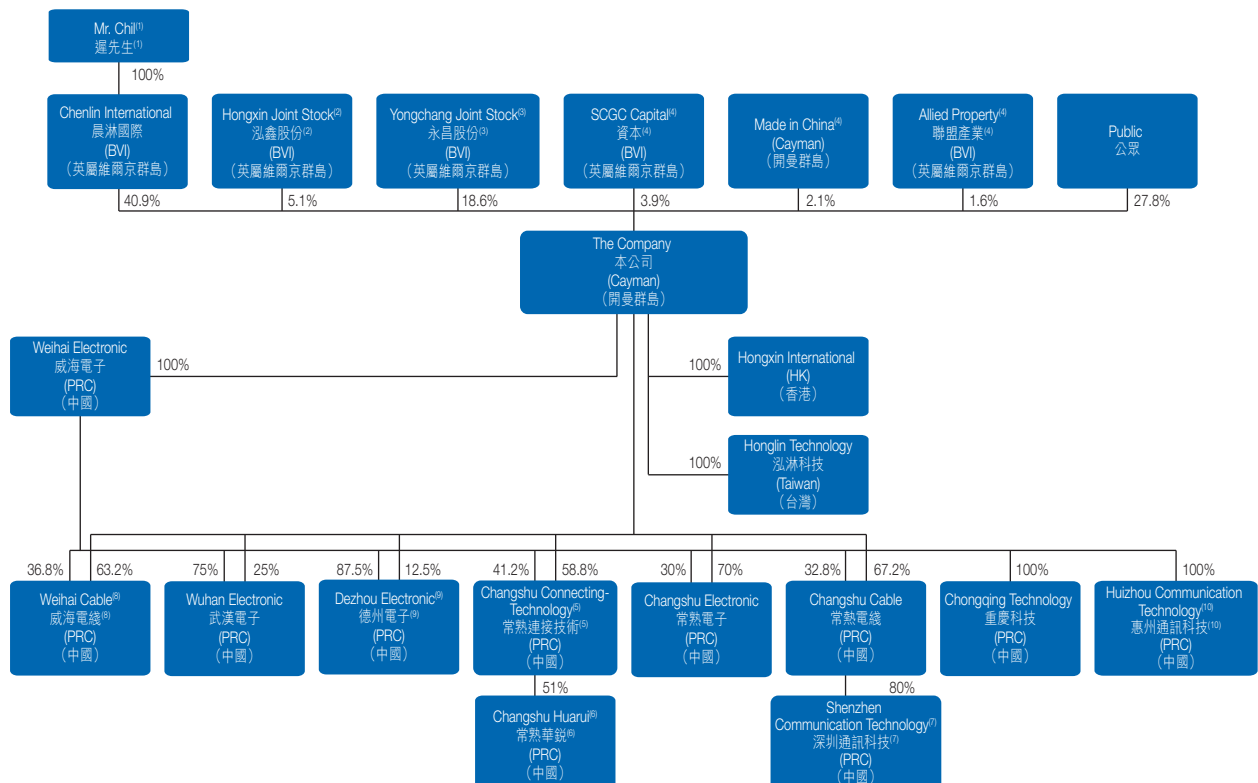 Mr. Chil(1)
遲先生(1)
100%
Chenlin International
晨淋國際
(BVI)
（英屬維爾京群島）
Hongxin Joint Stock(2)
泓鑫股份(2)
(BVI)
（英屬維爾京群島）
Yongchang Joint Stock(3)
永昌股份(3)
(BVI)
（英屬維爾京群島）
SCGC Capital(4)
資本(4)
(BVI)
（英屬維爾京群島）
Made in China(4)
(Cayman)
（開曼群島）
Allied Property(4)
聯盟產業(4)
(BVI)
（英屬維爾京群島）
Public
公眾
40.9%
5.1%
18.6%
3.9%
2.1%
1.6%
27.8%
The Company
本公司
(Cayman)
（開曼群島）
Weihai Electronic
威海電子
(PRC)
（中國）
100%
100%
Hongxin International
(HK)
（香港）
100%
Honglin Technology
泓淋科技
(Taiwan)
（台灣）
36.8%
63.2%
75%
25%
87.5%
12.5%
41.2%
58.8%
30%
70%
32.8%
67.2%
100%
100%
Weihai Cable(8)
威海電綫(8)
(PRC)
（中國）
Wuhan Electronic
武漢電子
(PRC)
（中國）
Dezhou Electronic(9)
德州電子(9)
(PRC)
（中國）
Changshu Connecting-
Technology(5)
常熟連接技術(5)
(PRC)
（中國）
Changshu Electronic
常熟電子
(PRC)
（中國）
Changshu Cable
常熱電綫
(PRC)
（中國）
Chongqing Technology
重慶科技
(PRC)
（中國）
Huizhou Communication
Technology(10)
惠州通訊科技(10)
(PRC)
（中國）
51%
80%
Changshu Huarui(6)
常熟華鋭(6)
(PRC)
（中國）
Shenzhen
Communication Technology(7)
深圳通訊科技(7)
(PRC)
（中國）